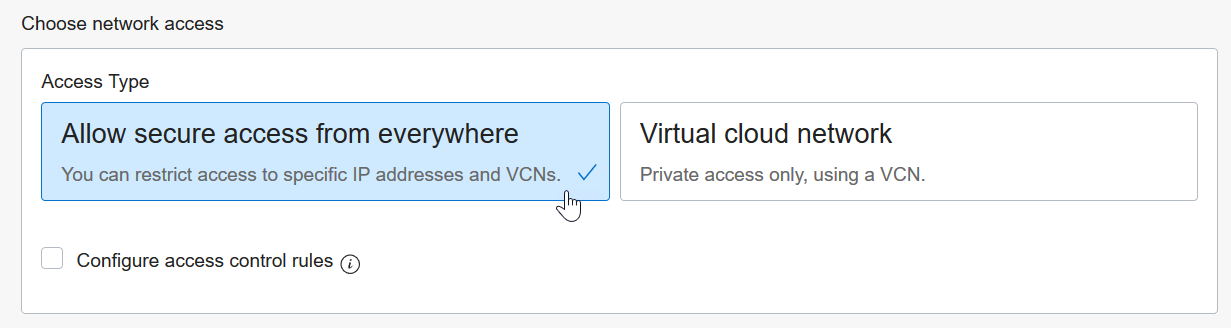 Choose network access
Access Type
Allow secure access from everywhere
You can restrict access to specific IP addresses and VCNs.
Virtual cloud network
Private access only, using a VCN.
Configure access control rules i